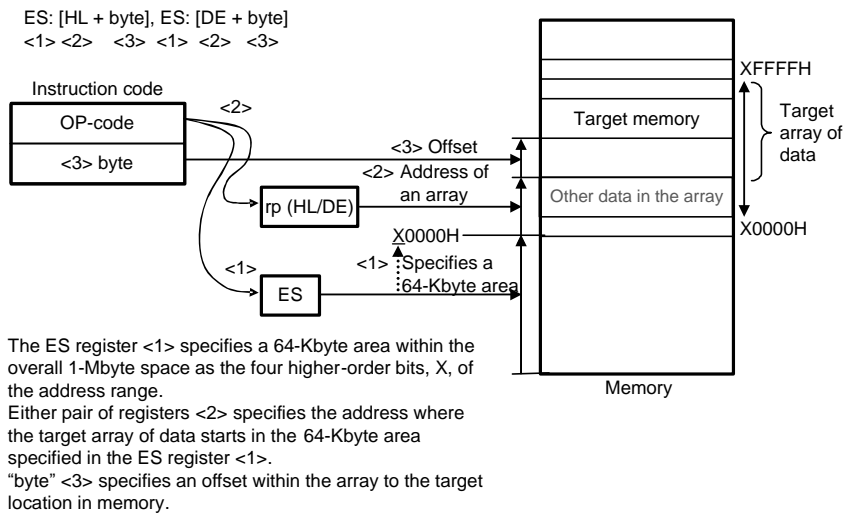 ES: [HL + byte], ES: [DE + byte]
<1> <2> <3> <1> <2> <3>
Instruction code
OP-code
<3> byte
<2>
<1>
rp (HL/DE)
ES
<3> Offset
<2> Address of
an array
X0000H
<1> Specifies a
64-Kbyte area
Target memory
Other data in the array
Memory
XFFFFH
Target
array of
data
X0000H
The ES register <1> specifies a 64-Kbyte area within the
overall 1-Mbyte space as the four higher-order bits, X, of
the address range.
Either pair of registers <2> specifies the address where
the target array of data starts in the 64-Kbyte area
specified in the ES register <1>.
“byte” <3> specifies an offset within the array to the target
location in memory.